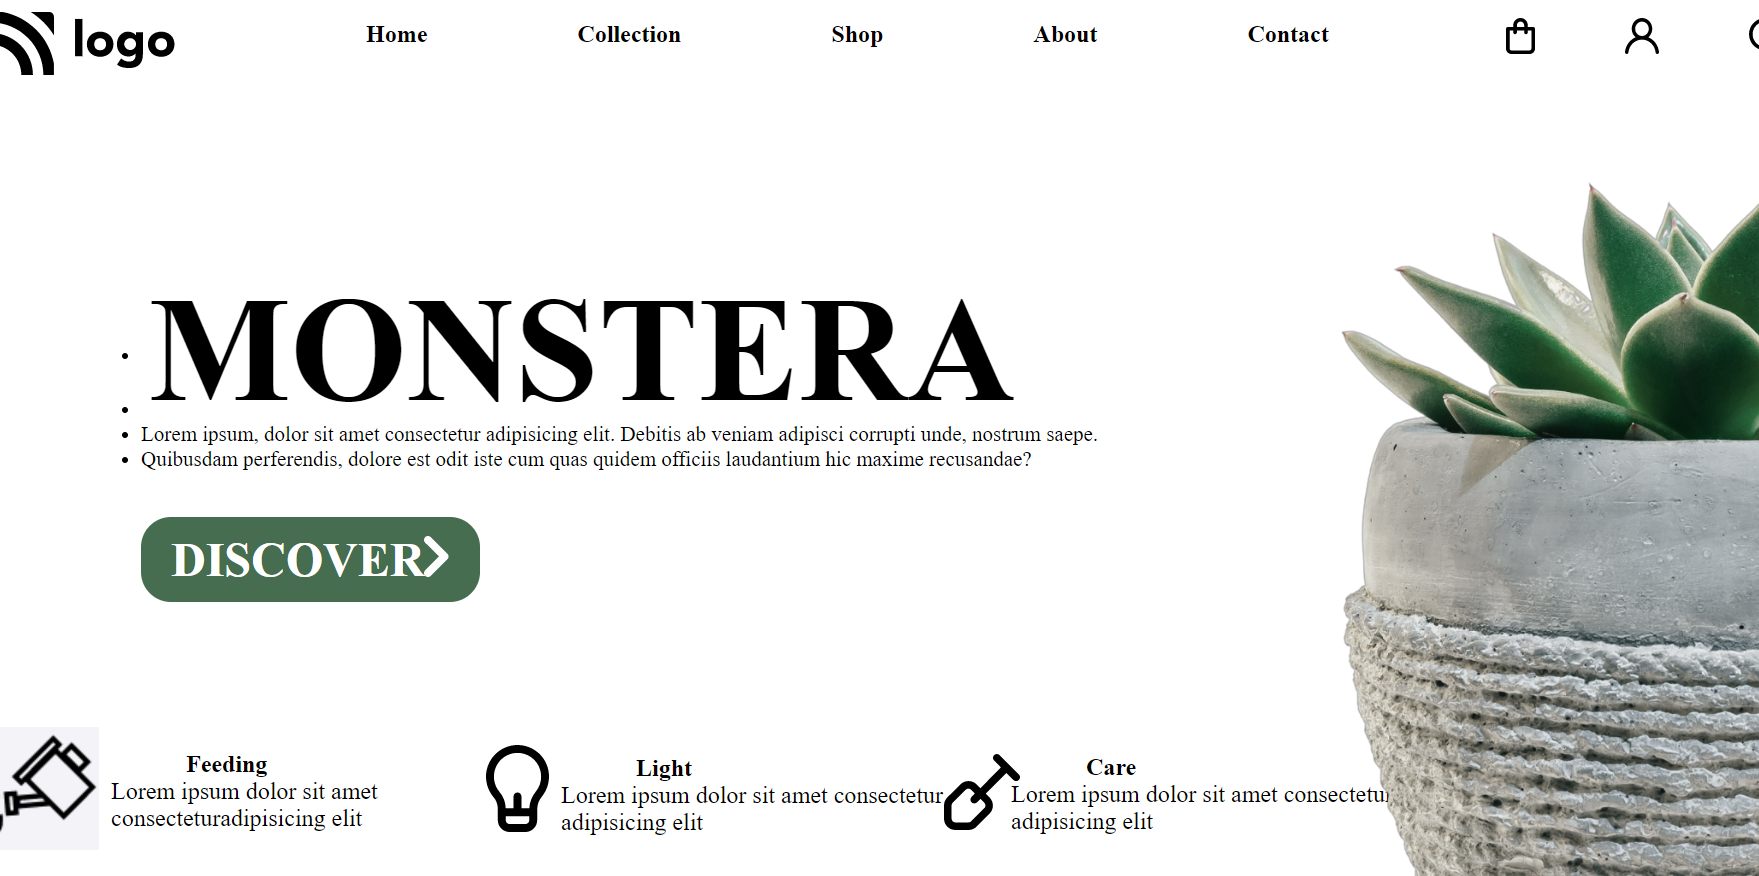 logo
Home Collection Shop About Contact
MONSTERA
Lorem ipsum, dolor sit amet consectetur adipisicing elit. Debitis ab veniam adipisci corrupti unde, nostrum saepe.
Quibusdam perferendis, dolore est odit iste cum quas quidem officiis laudantium hic maxime recusandae?
DISCOVER
Feeding
Lorem ipsum dolor sit amet
consecteturadipisicing elit
Light
Lorem ipsum dolor sit amet consectetur
adipisicing elit
Care
Lorem ipsum dolor sit amet consectetur
adipisicing elit